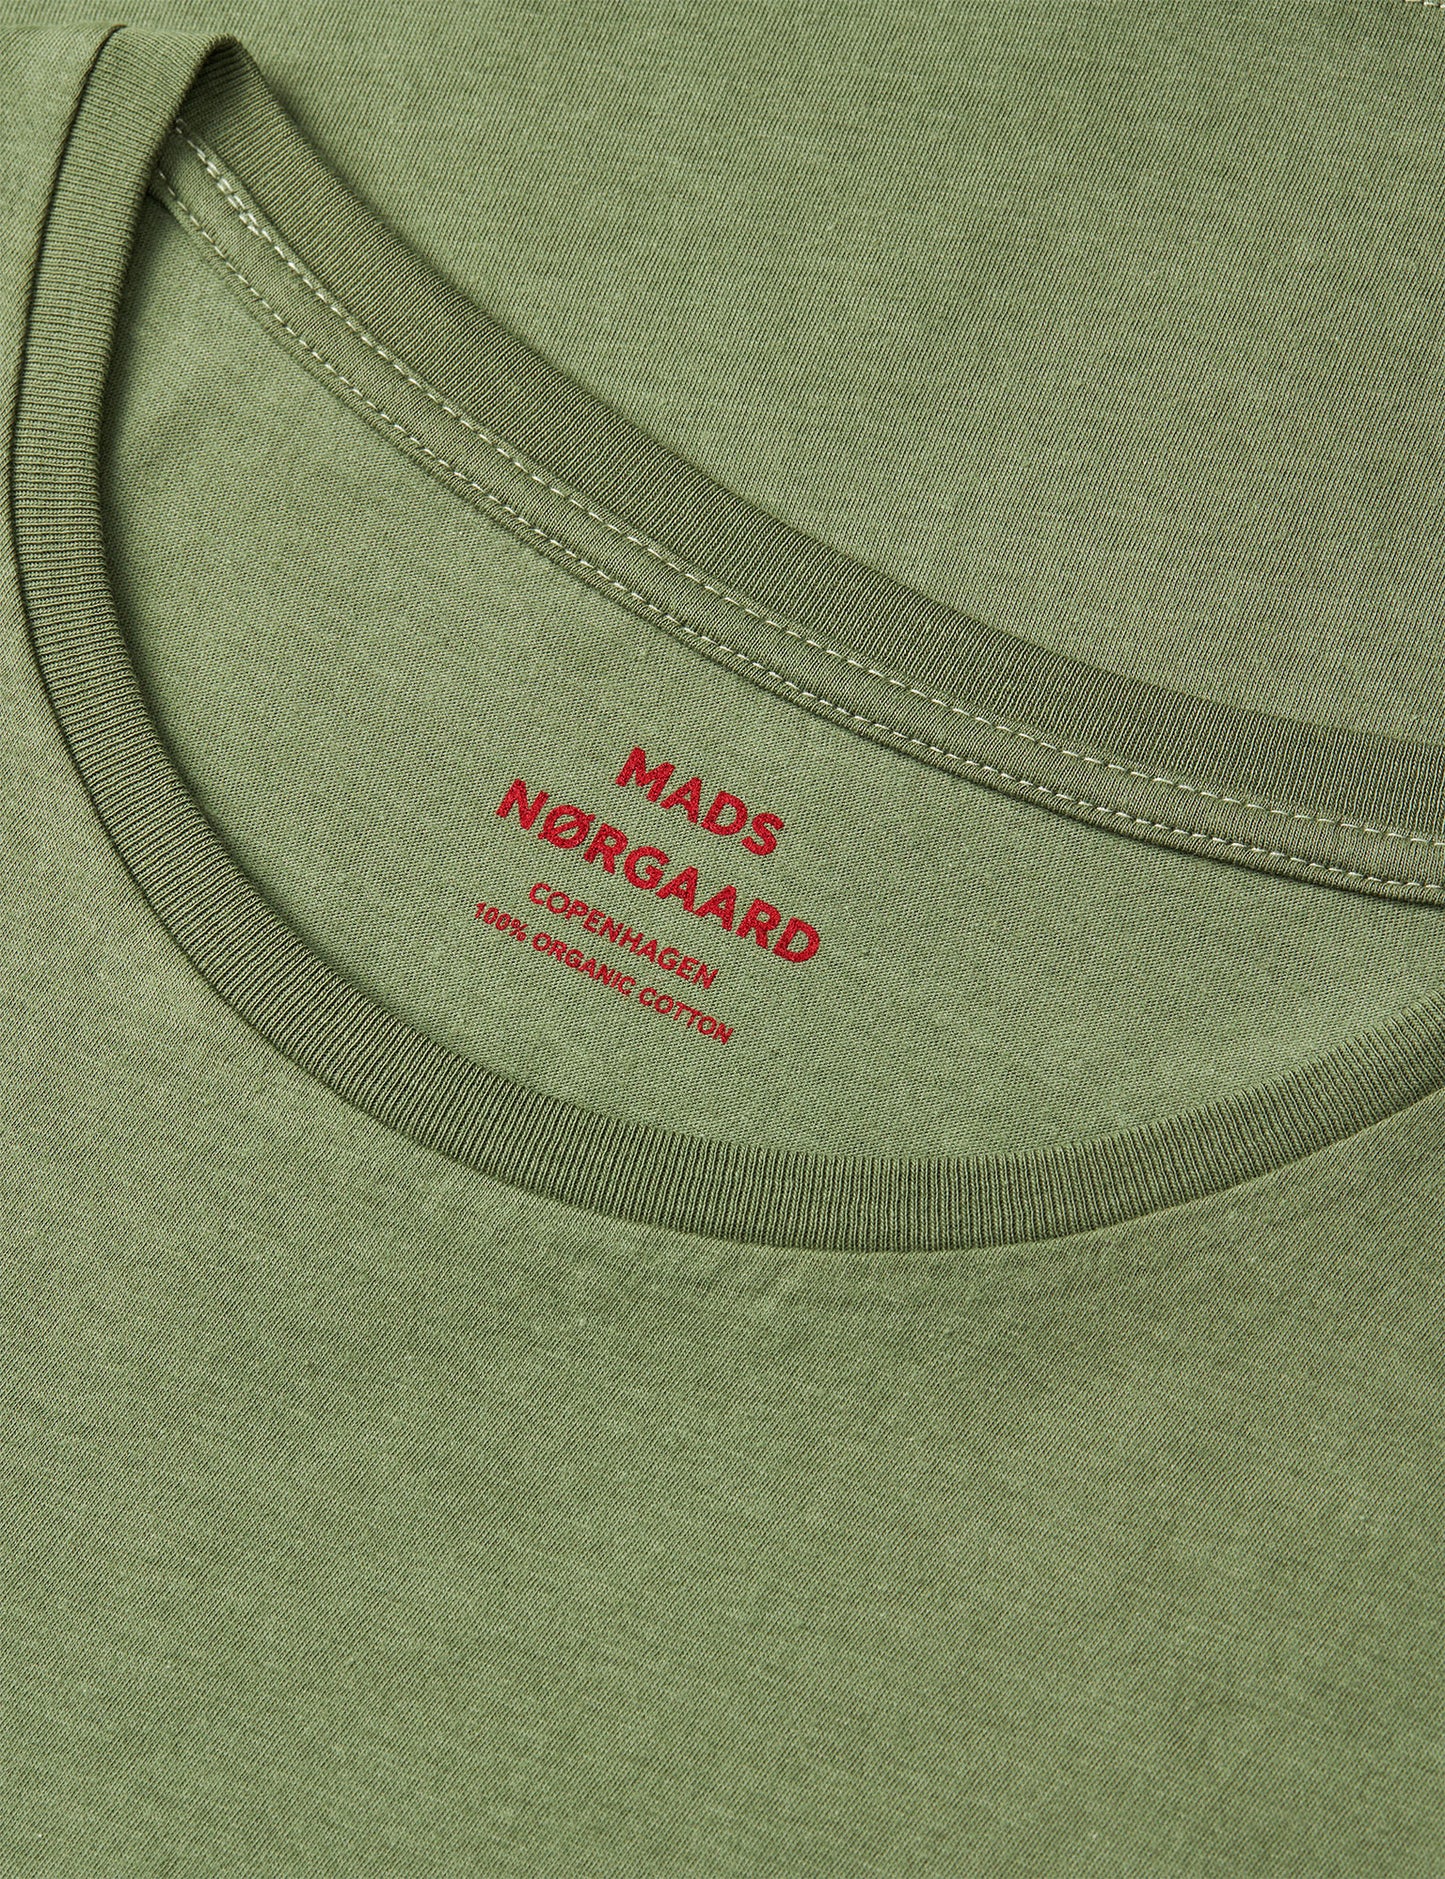 MADS
NØRGAARD
COPENHAGEN
100% ORGANIC COTTON